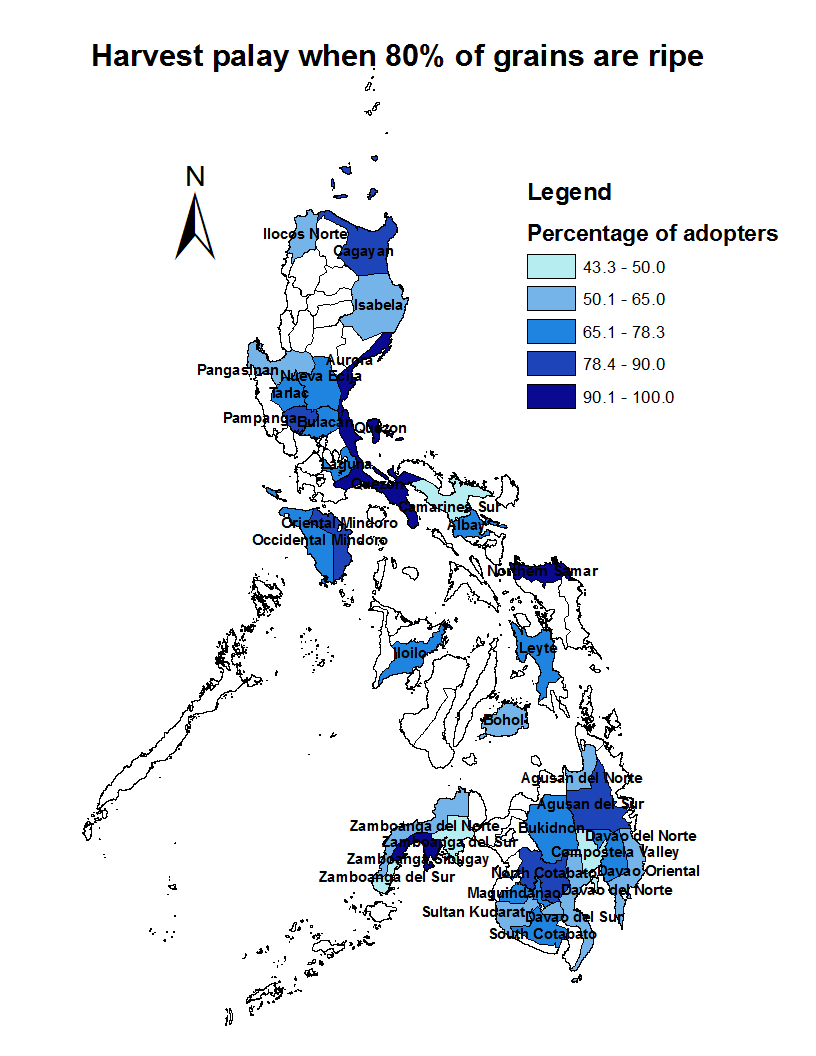 Harvest palay when 80% of grains are ripe
N
Legend
Percentage of adopters
43.3 - 50.0
50.1 - 65.0
65.1 - 78.3
78.4 - 90.0
90.1 - 100.0
Ilocos Norte
Cagayan
Isabela
Aurora
Pangasinan
Nueva Ecija
Tarlac
Pampanga
Bulacan
Quezon
Laguna
Quezon
Camarines Sur
Oriental Mindoro
Albay
Occidental Mindoro
Northern Samar
Iloilo
Leyte
Bohol
Agusan del Norte
Agusan del Sur
Zamboanga del Norte
Bukidnon
Davao del Norte
Zamboanga del Sur
Compostela Valley
Zamboanga Sibugay
North Cotabato
Davao Oriental
Zamboanga del Sur
Maguindanao
Davao del Norte
Sultan Kudarat
Davao del Sur
South Cotabato